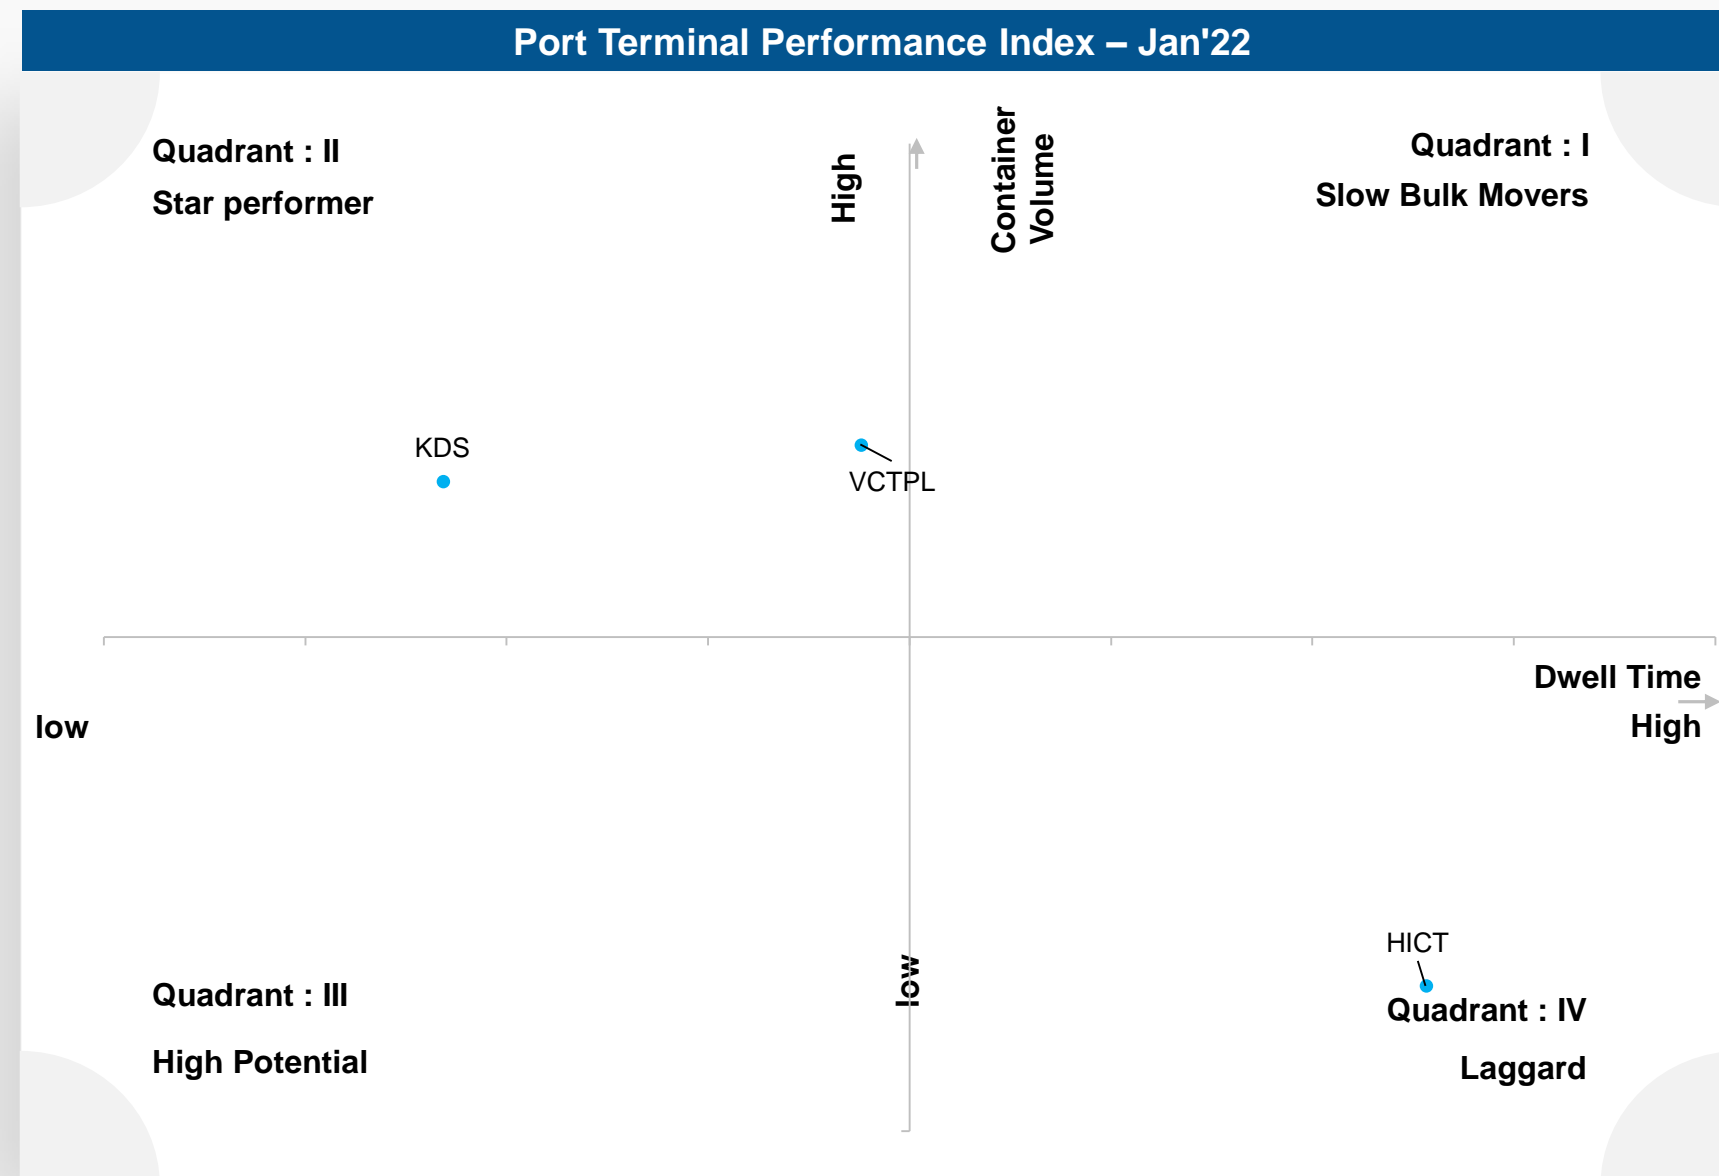 Port Terminal Performance Index – Jan'22
Quadrant : II
Star performer
High
Container
Volume
Quadrant : I
Slow Bulk Movers
KDS
VCTPL
Dwell Time
low
High
HICT
low
Quadrant : III
High Potential
Quadrant : IV
Laggard